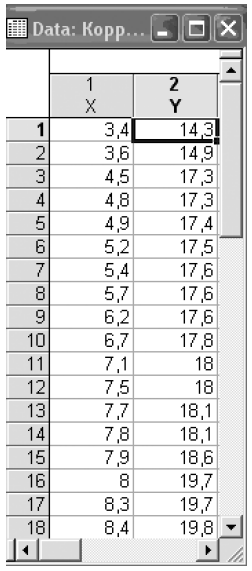 Data: Kopp...
1 2
X Y
1 3,4 14,3
2 3,6 14,9
3 4,5 17,3
4 4,8 17,3
5 4,9 17,4
6 5,2 17,5
7 5,4 17,6
8 5,7 17,6
9 6,2 17,6
10 6,7 17,8
11 7,1 18
12 7,5 18
13 7,7 18,1
14 7,8 18,1
15 7,9 18,6
16 8 19,7
17 8,3 19,7
18 8,4 19,8